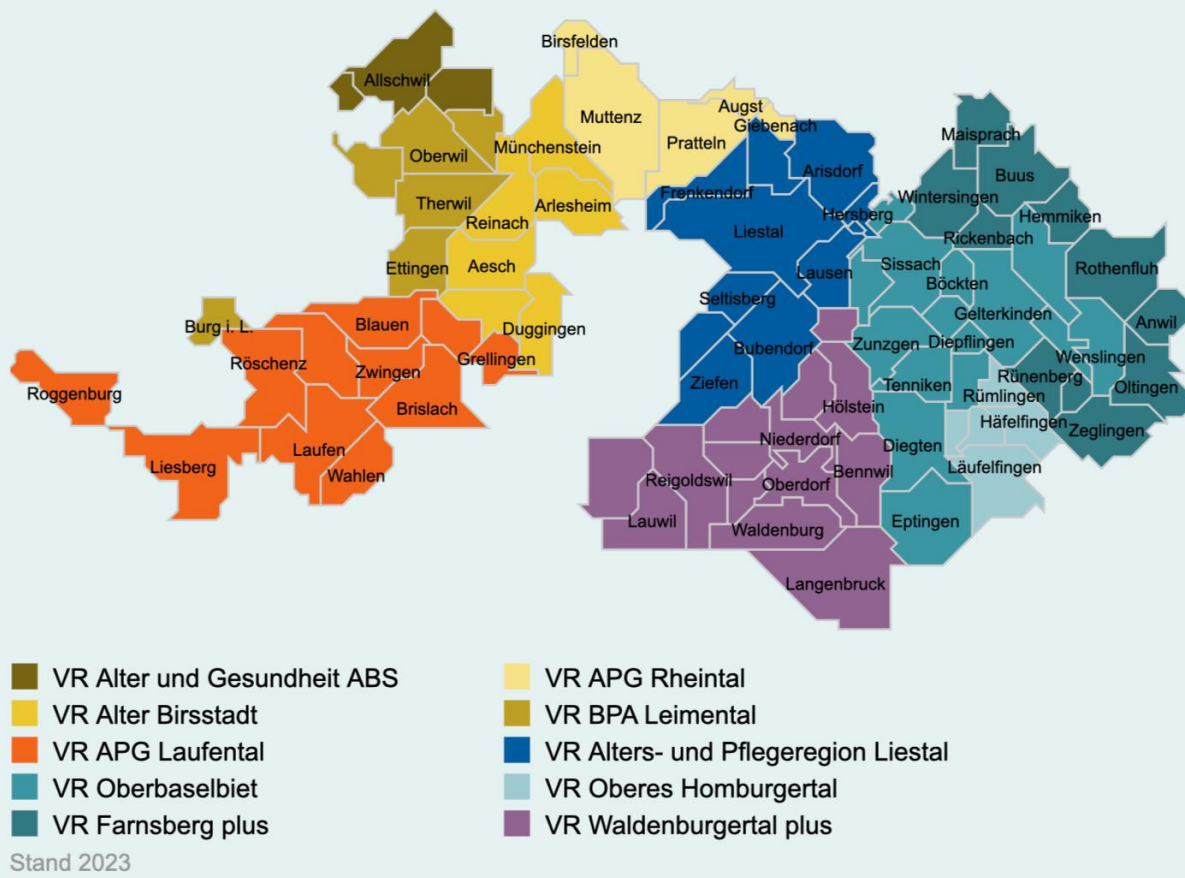 Birsfelden
Allschwil
Muttenz
Augst
Giebenach
Maisprach
Pratteln
Münchenstein
Oberwil
Arisdorf
Buus
Frenkendorf
Wintersingen
Therwil
Arlesheim
Hersberg
Hemmiken
Reinach
Liestal
Rickenbach
Ettingen
Aesch
Lausen
Sissach
Rothenfluh
Böckten
Seltisberg
Gelterkinden
Burg i. L.
Blauen
Duggingen
Anwil
Röschenz
Grellingen
Bubendorf
Zunzgen
Diepflingen
Wenslingen
Zwingen
Rünenberg
Roggenburg
Ziefen
Tenniken
Oltingen
Rümlingen
Brislach
Hölstein
Häfelfingen
Zeglingen
Niederdorf
Diegten
Laufen
Liesberg
Wahlen
Reigoldswil
Bennwil
Läufelfingen
Oberdorf
Lauwil
Waldenburg
Eptingen
Langenbruck
VR Alter und Gesundheit ABS
VR Alter Birsstadt
VR APG Laufental
VR Oberbaselbiet
VR Farnsberg plus
VR APG Rheintal
VR BPA Leimental
VR Alters- und Pflegeregion Liestal
VR Oberes Homburgertal
VR Waldenburgertal plus
Stand 2023